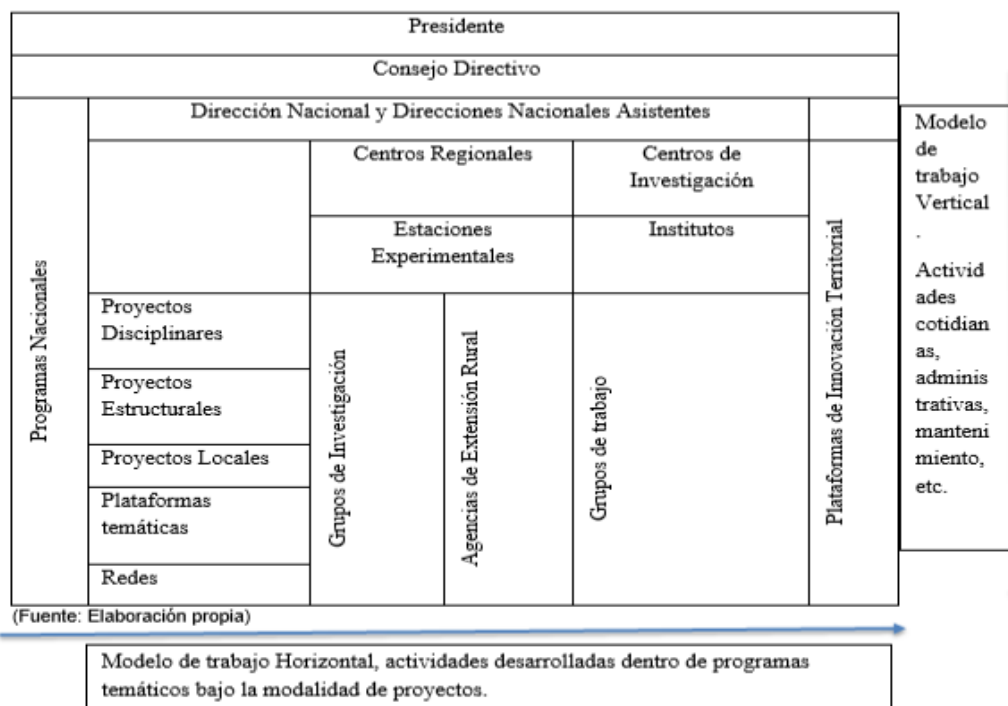 Presidente
Consejo Directivo
Dirección Nacional y Direcciones Nacionales Asistentes
Centros Regionales
Centros de
Investigación
Estaciones
Experimentales
Institutos
Programas Nacionales
Proyectos
Disciplinares
Proyectos
Estructurales
Proyectos Locales
Plataformas
temáticas
Redes
Grupos de Investigación
Agencias de Extensión Rural
Grupos de trabajo
Plataformas de Innovación Territorial
Modelo
de
trabajo
Vertical
.
Activid
ades
cotidian
as,
adminis
trativas,
manteni
miento,
etc.
(Fuente: Elaboración propia)
Modelo de trabajo Horizontal, actividades desarrolladas dentro de programas
temáticos bajo la modalidad de proyectos.